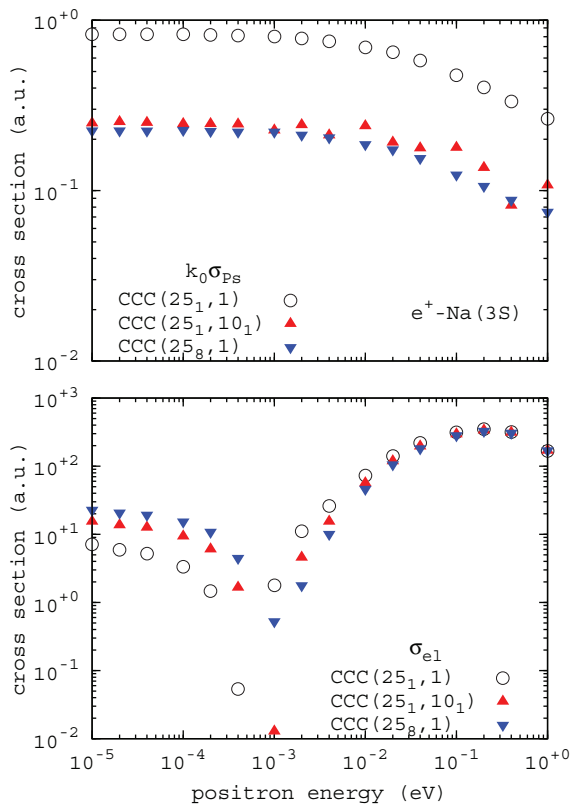 10⁺⁰
cross section (a.u.)
10⁻¹
k₀σ_Ps
CCC(25₁,1)
e⁺-Na(3S)
CCC(25₁,10₁)
CCC(25₈,1)
10⁻²
10⁺³
cross section (a.u.)
10⁺²
10⁺¹
10⁺⁰
σ_el
CCC(25₁,1)
10⁻¹
CCC(25₁,10₁)
CCC(25₈,1)
10⁻²
10⁻⁵ 10⁻⁴ 10⁻³ 10⁻² 10⁻¹ 10⁺⁰
positron energy (eV)